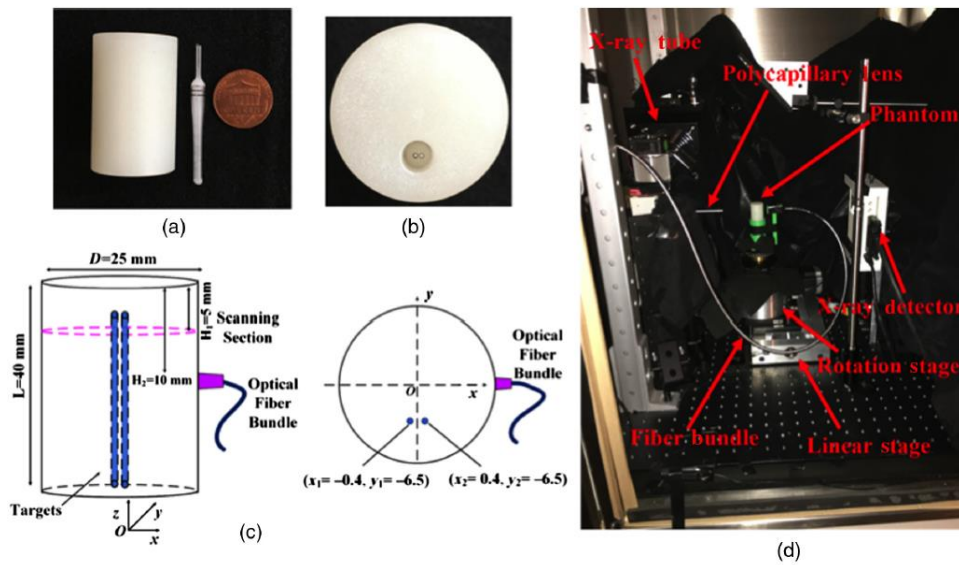 (a)
(b)
D=25 mm
L=40 mm
H₁=5 mm
H₂=10 mm
Scanning
Section
Optical
Fiber
Bundle
Targets
z
y
O
x
(c)
y
O
x
Optical
Fiber
Bundle
(x₁= −0.4, y₁= −6.5)
(x₂= 0.4, y₂= −6.5)
X-ray tube
Polycapillary lens
Phantom
X-ray detector
Rotation stage
Fiber bundle
Linear stage
(d)